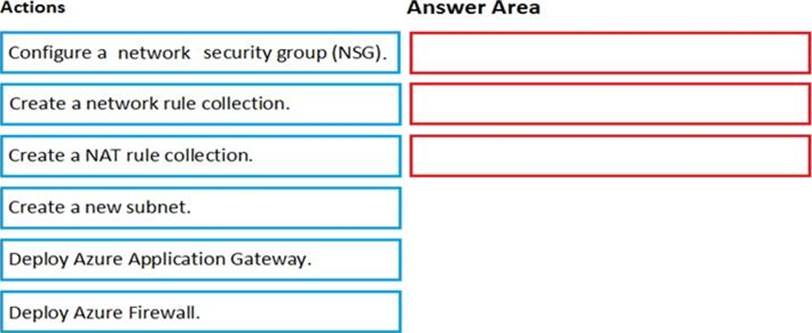 Actions
Answer Area
Configure a network security group (NSG).
Create a network rule collection.
Create a NAT rule collection.
Create a new subnet.
Deploy Azure Application Gateway.
Deploy Azure Firewall.